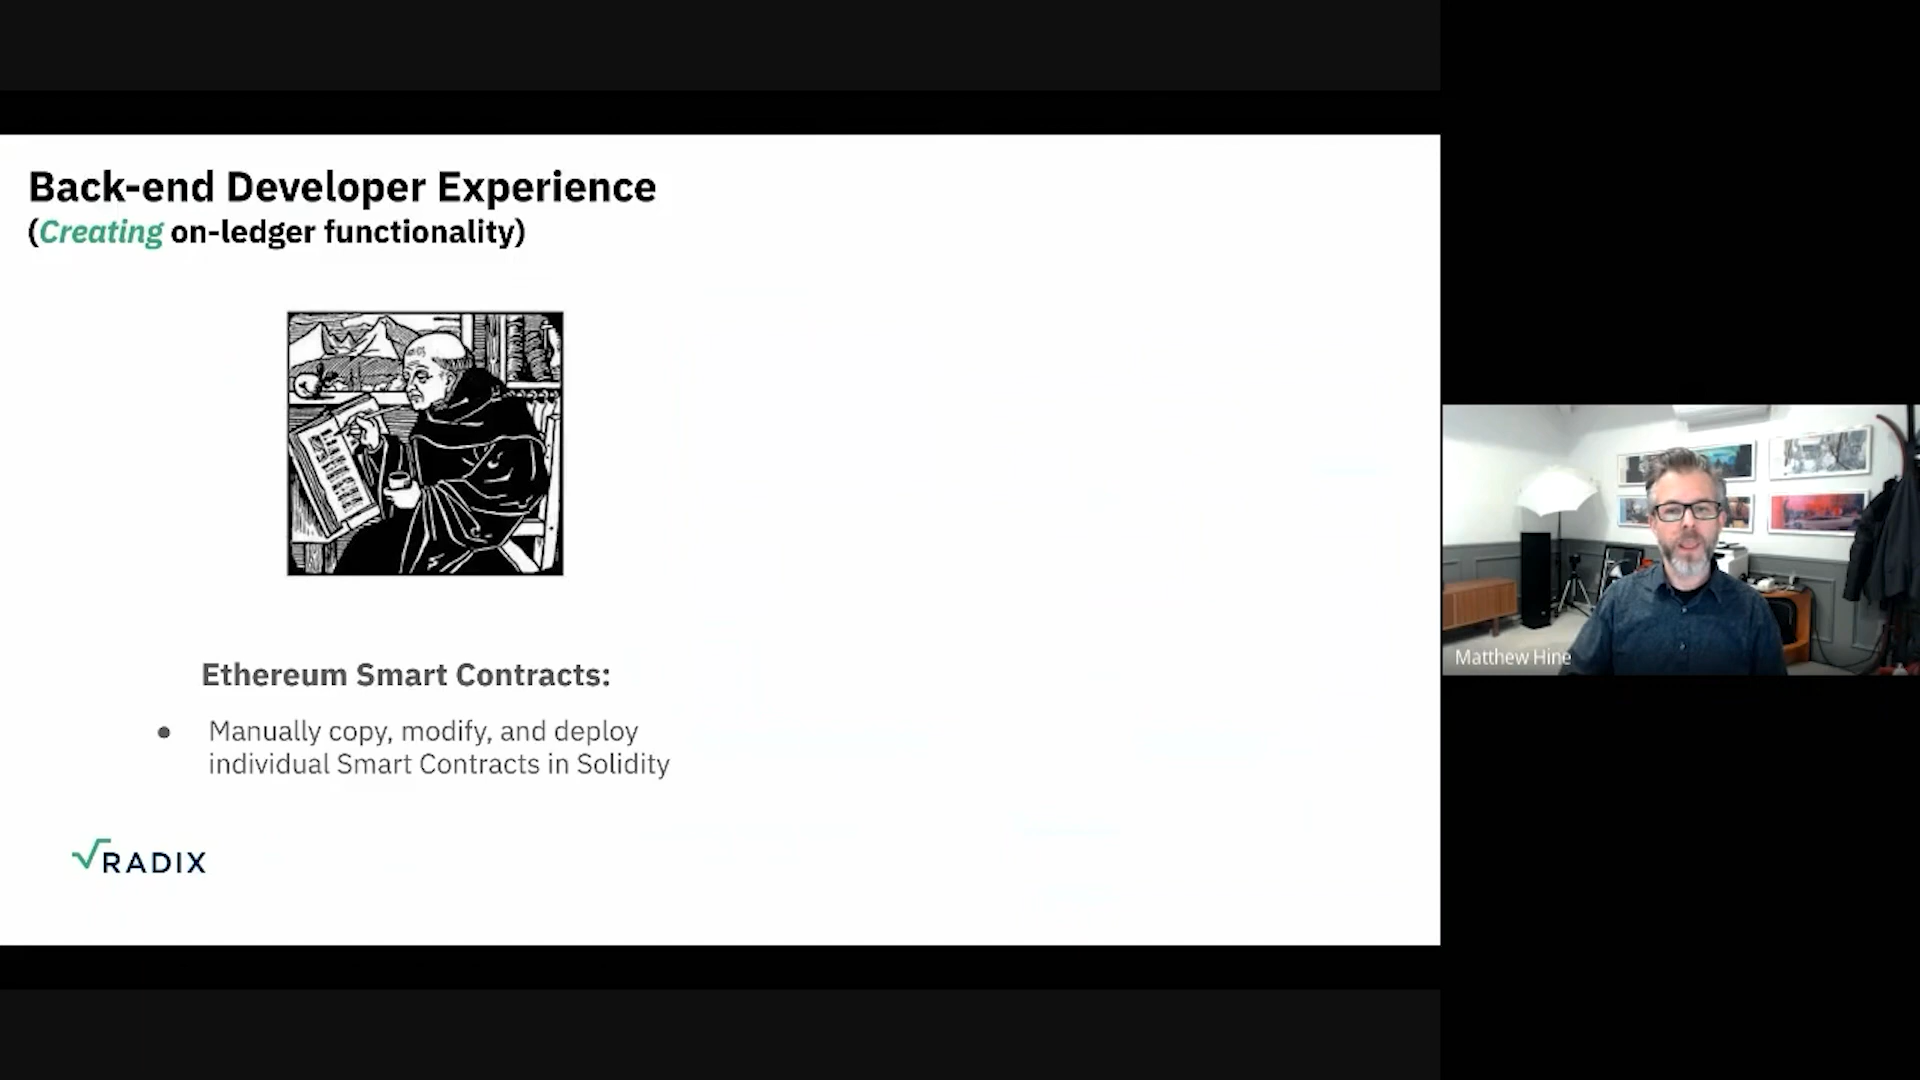 Back-end Developer Experience
(Creating on-ledger functionality)
Ethereum Smart Contracts:
● Manually copy, modify, and deploy
individual Smart Contracts in Solidity
RADIX
Matthew Hine